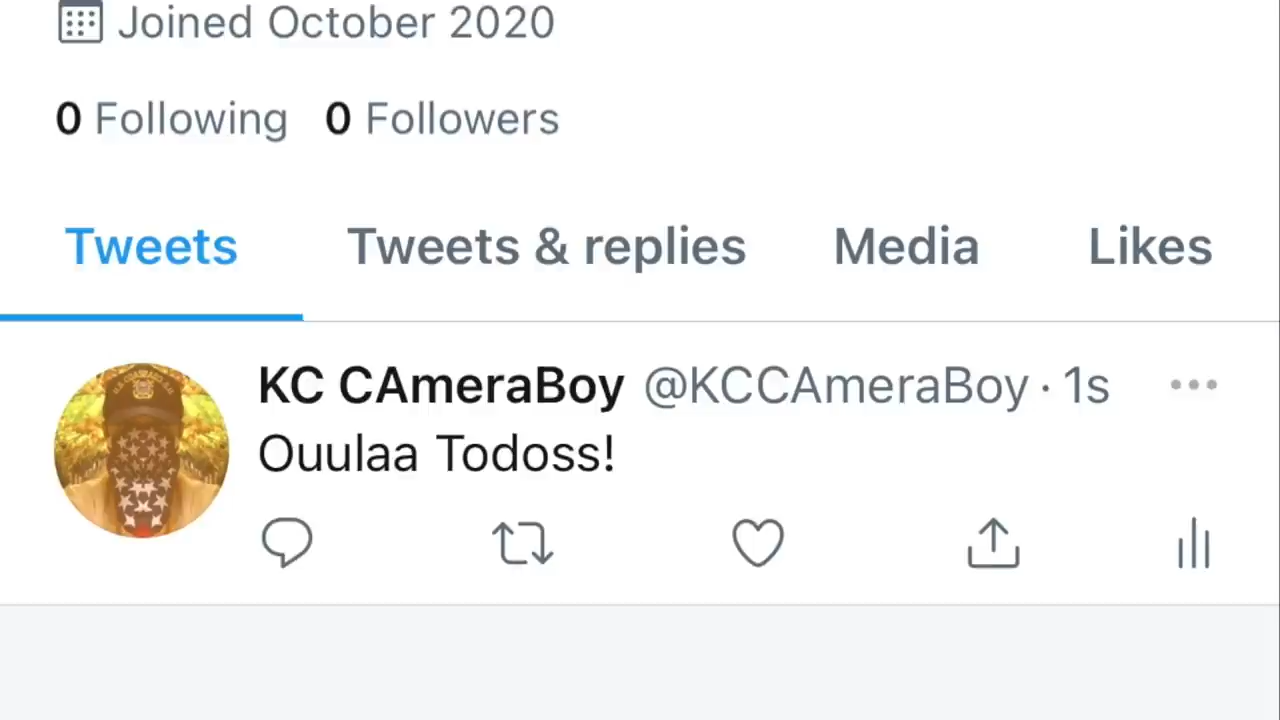 Joined October 2020
0 Following 0 Followers
Tweets Tweets & replies Media Likes
KC CAmeraBoy @KCCAmeraBoy · 1s
Ouulaa Todoss!